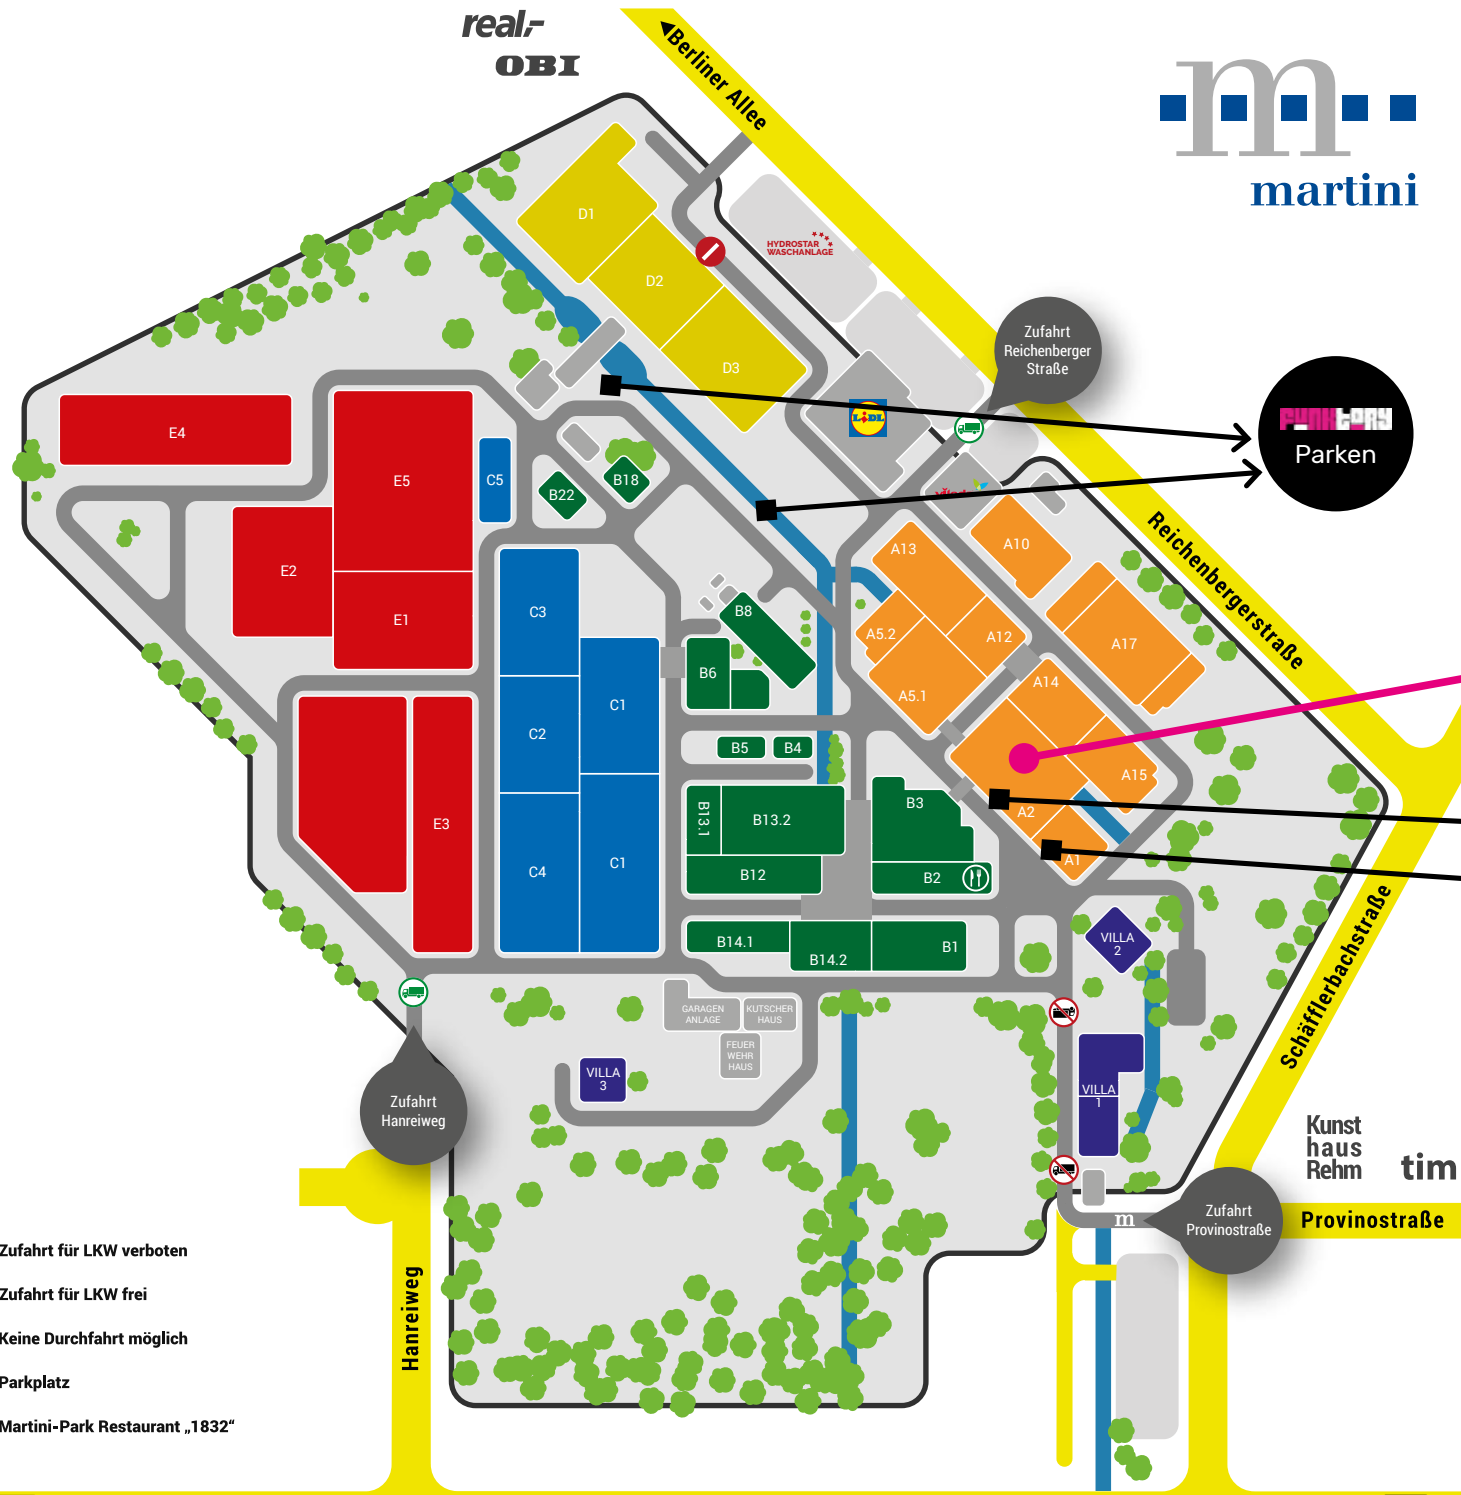 real,-
OBI
Berliner Allee
m
martini
D1
HYDROSTAR
WASCHANLAGE
D2
D3
Zufahrt
Reichenberger
Straße
LIDL
FUNKTORY
Parken
E4
E5
C5
B22
B18
A13
A10
Reichenbergerstraße
E2
E1
C3
B8
A5.2
A12
A17
B6
A5.1
A14
C2
C1
B5
B4
A15
E3
B13.1
B13.2
B3
A2
C4
C1
B12
B2
A1
B14.1
B14.2
B1
VILLA
2
Schäfflerbachstraße
GARAGEN
ANLAGE
KUTSCHER
HAUS
FEUER
WEHR
HAUS
VILLA
3
VILLA
1
Zufahrt
Hanreiweg
Kunst
haus
Rehm
tim
m
Zufahrt
Provinostraße
Provinostraße
Hanreiweg
Zufahrt für LKW verboten
Zufahrt für LKW frei
Keine Durchfahrt möglich
Parkplatz
Martini-Park Restaurant „1832“